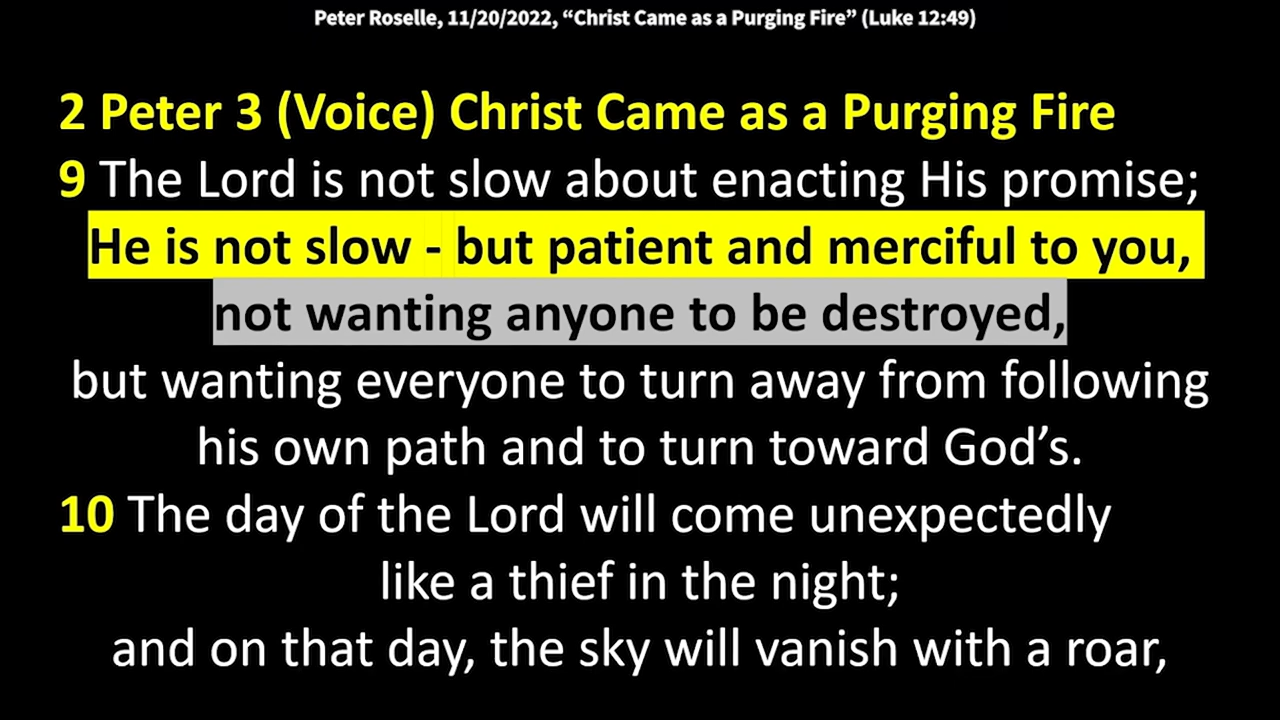 Peter Roselle, 11/20/2022, “Christ Came as a Purging Fire” (Luke 12:49)
2 Peter 3 (Voice) Christ Came as a Purging Fire
9 The Lord is not slow about enacting His promise;
He is not slow - but patient and merciful to you,
not wanting anyone to be destroyed,
but wanting everyone to turn away from following
his own path and to turn toward God’s.
10 The day of the Lord will come unexpectedly
like a thief in the night;
and on that day, the sky will vanish with a roar,